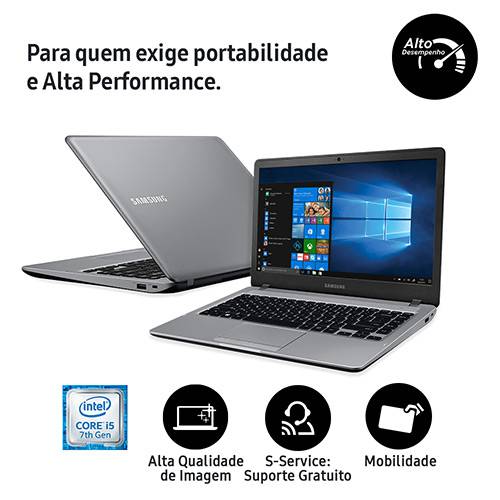 Para quem exige portabilidade
e Alta Performance.
Alto
Desempenho
SAMSUNG
SAMSUNG
intel
CORE i5
7th Gen
Alta Qualidade
de Imagem
S-Service:
Suporte Gratuito
Mobilidade